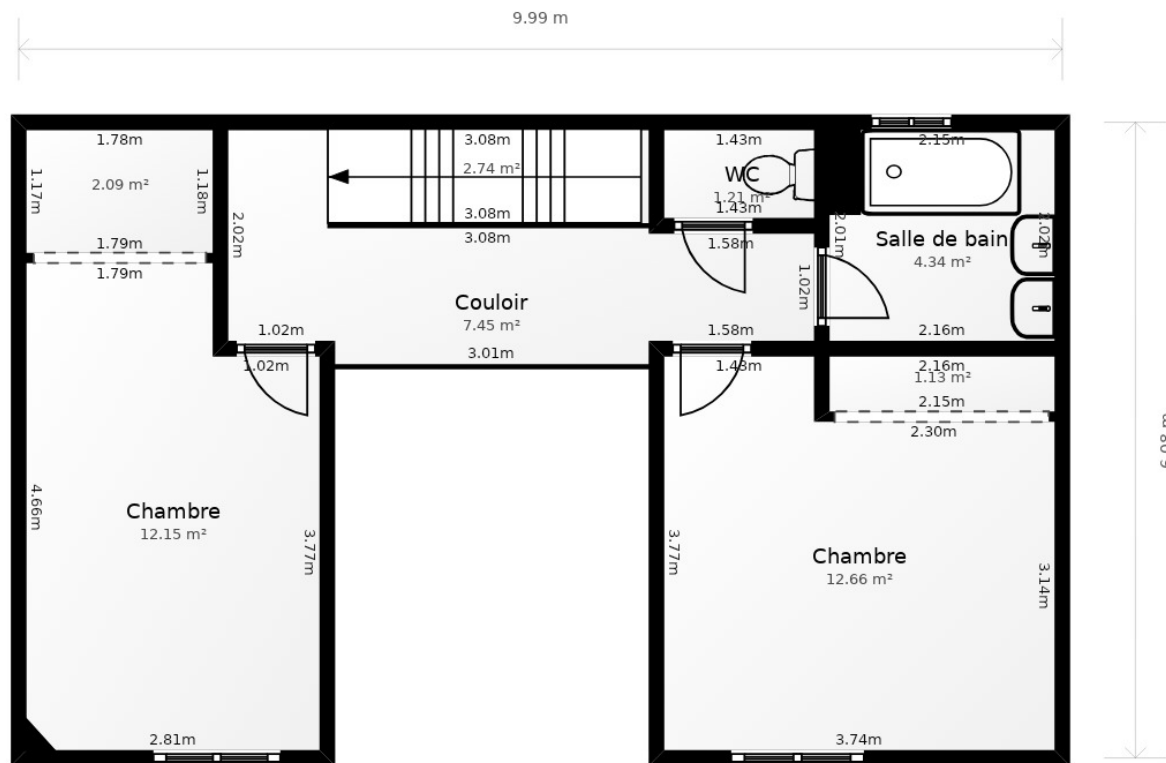 9.99 m
1.78m
3.08m
1.43m
2.15m
1.17m
2.09 m²
1.18m
2.74 m²
WC
1.21 m²
3.08m
1.43m
1.79m
2.02m
3.08m
1.58m
2.01m
Salle de bain
2.02m
4.34 m²
1.79m
1.02m
Couloir
7.45 m²
1.02m
1.58m
2.16m
3.01m
1.02m
1.43m
2.16m
1.13 m²
2.15m
2.30m
4.66m
Chambre
12.15 m²
3.77m
3.77m
Chambre
12.66 m²
3.14m
2.81m
3.74m